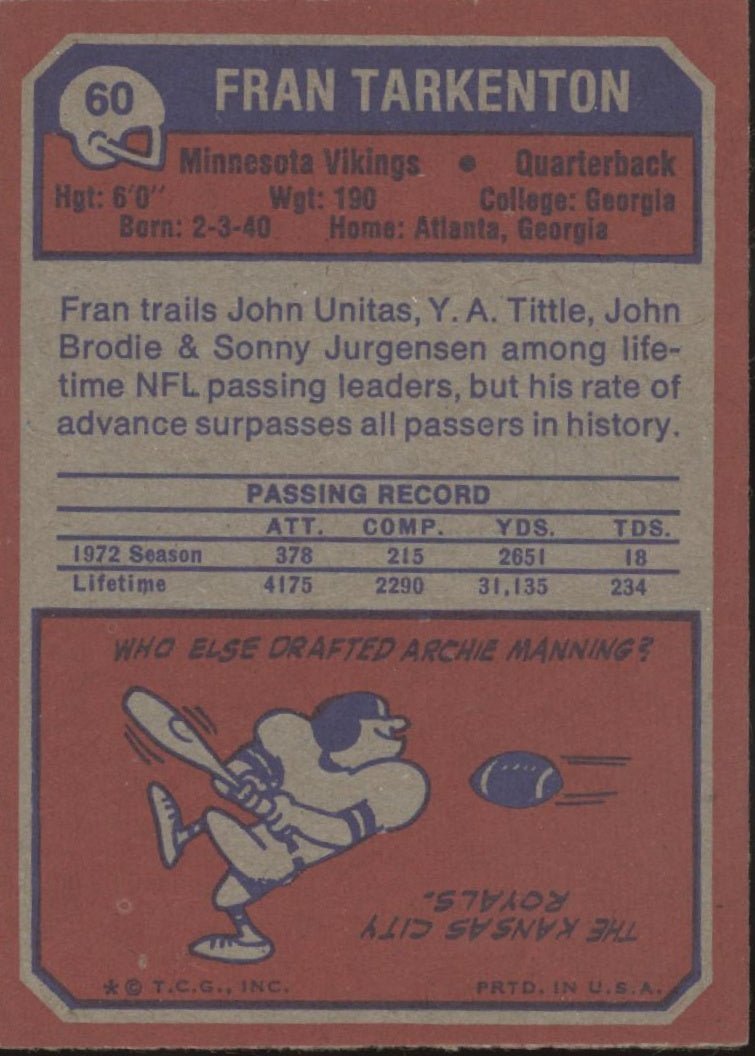 60
FRAN TARKENTON
Minnesota Vikings • Quarterback
Hgt: 6'0" Wgt: 190 College: Georgia
Born: 2-3-40 Home: Atlanta, Georgia
Fran trails John Unitas, Y. A. Tittle, John
Brodie & Sonny Jurgensen among life-
time NFL passing leaders, but his rate of
advance surpasses all passers in history.
PASSING RECORD
ATT. COMP. YDS. TDS.
1972 Season 378 215 2651 18
Lifetime 4175 2290 31,135 234
WHO ELSE DRAFTED ARCHIE MANNING?
THE KANSAS CITY
ROYALS.
* © T.C.G., INC. PRTD. IN U.S.A.